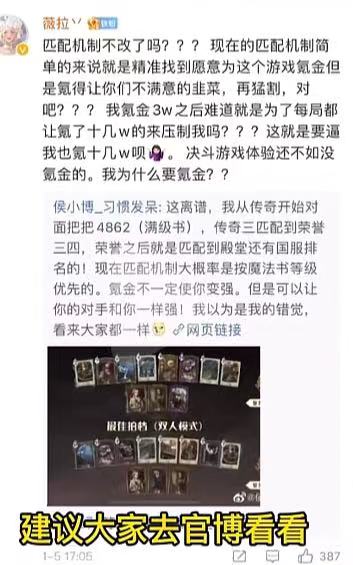 薇拉丷
匹配机制不改了吗？？？ 现在的匹配机制简
单的来说就是精准找到愿意为这个游戏氪金但
是氪得让你们不满意的韭菜，再猛割，对
吧？？？ 我氪金3w之后难道就是为了每局都
让氪了十几w的来压制我吗？？？这就是要逼
我也氪十几w呗🤷‍♀️。决斗游戏体验还不如没
氪金的。我为什么要氪金？？
侯小博_习惯发呆: 这离谱，我从传奇开始对
面把把4862（满级书），传奇三匹配到荣誉
三四，荣誉之后就是匹配到殿堂还有国服排
名的！现在匹配机制大概率是按魔法书等级
优先的。氪金不一定使你变强。但是可以让
你的对手和你一样强！我以为是我的错觉，
看来大家都一样 网页链接
最佳拍档（双人模式）
建议大家去官博看看
1-5 17:05
387